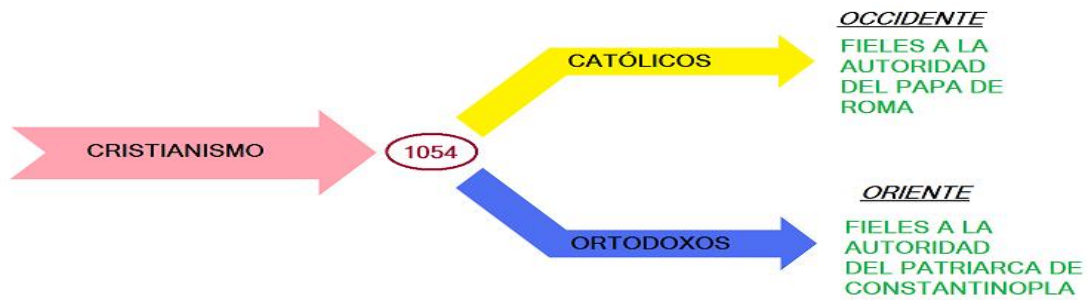 CRISTIANISMO
1054
CATÓLICOS
OCCIDENTE
FIELES A LA
AUTORIDAD
DEL PAPA DE
ROMA
ORTODOXOS
ORIENTE
FIELES A LA
AUTORIDAD
DEL PATRIARCA DE
CONSTANTINOPLA